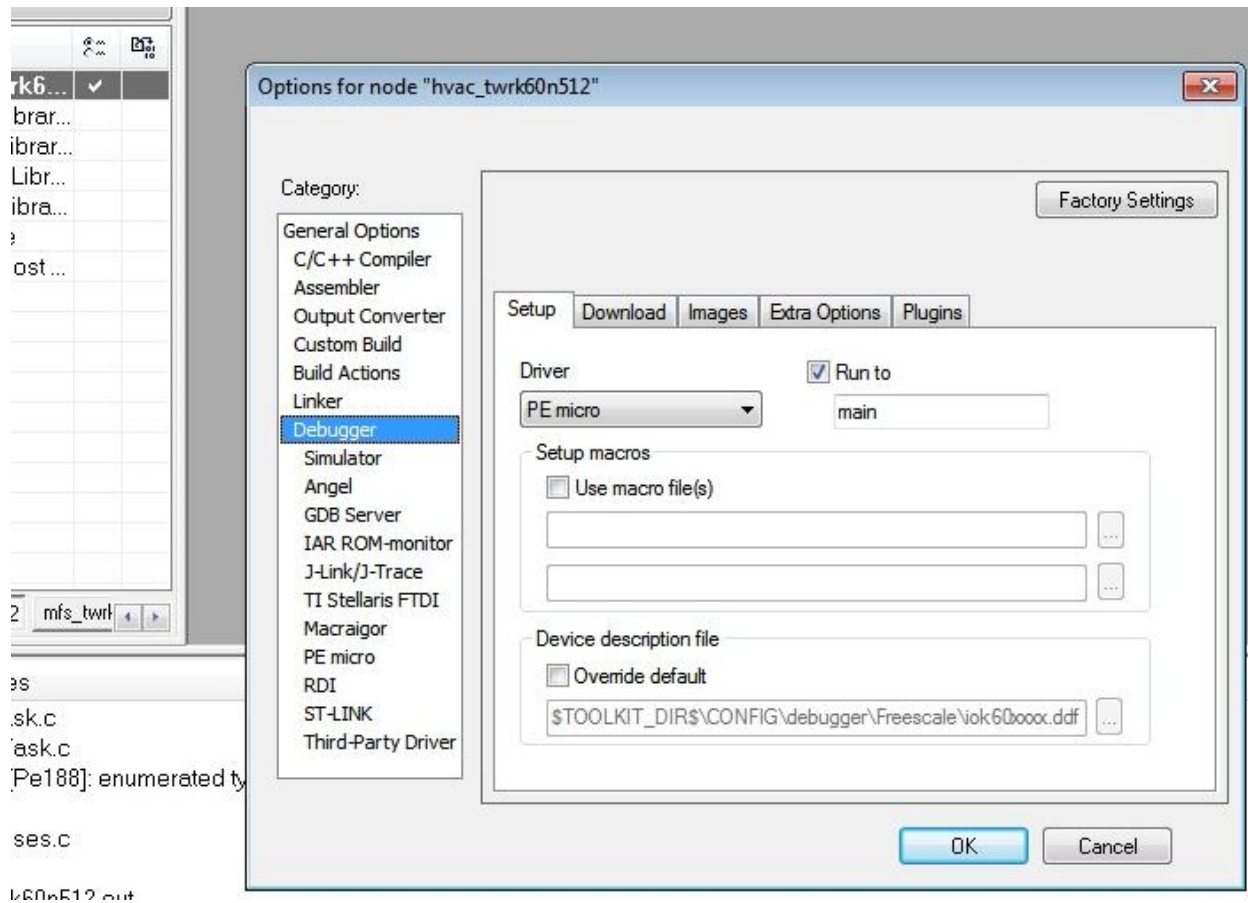 Options for node "hvac_twrk60n512"
rk6...
brar...
ibrar...
Libr...
ibra...
e
ost ...
2 mfs_twrk
es
.sk.c
ask.c
[Pe188]: enumerated ty
ses.c
k60n512.out
Category:
General Options
C/C++ Compiler
Assembler
Output Converter
Custom Build
Build Actions
Linker
Debugger
Simulator
Angel
GDB Server
IAR ROM-monitor
J-Link/J-Trace
TI Stellaris FTDI
Macraigor
PE micro
RDI
ST-LINK
Third-Party Driver
Factory Settings
Setup Download Images Extra Options Plugins
Driver
PE micro
Run to
main
Setup macros
Use macro file(s)
...
...
Device description file
Override default
$TOOLKIT_DIR$\CONFIG\debugger\Freescale\iok60xxxx.ddf
...
OK Cancel